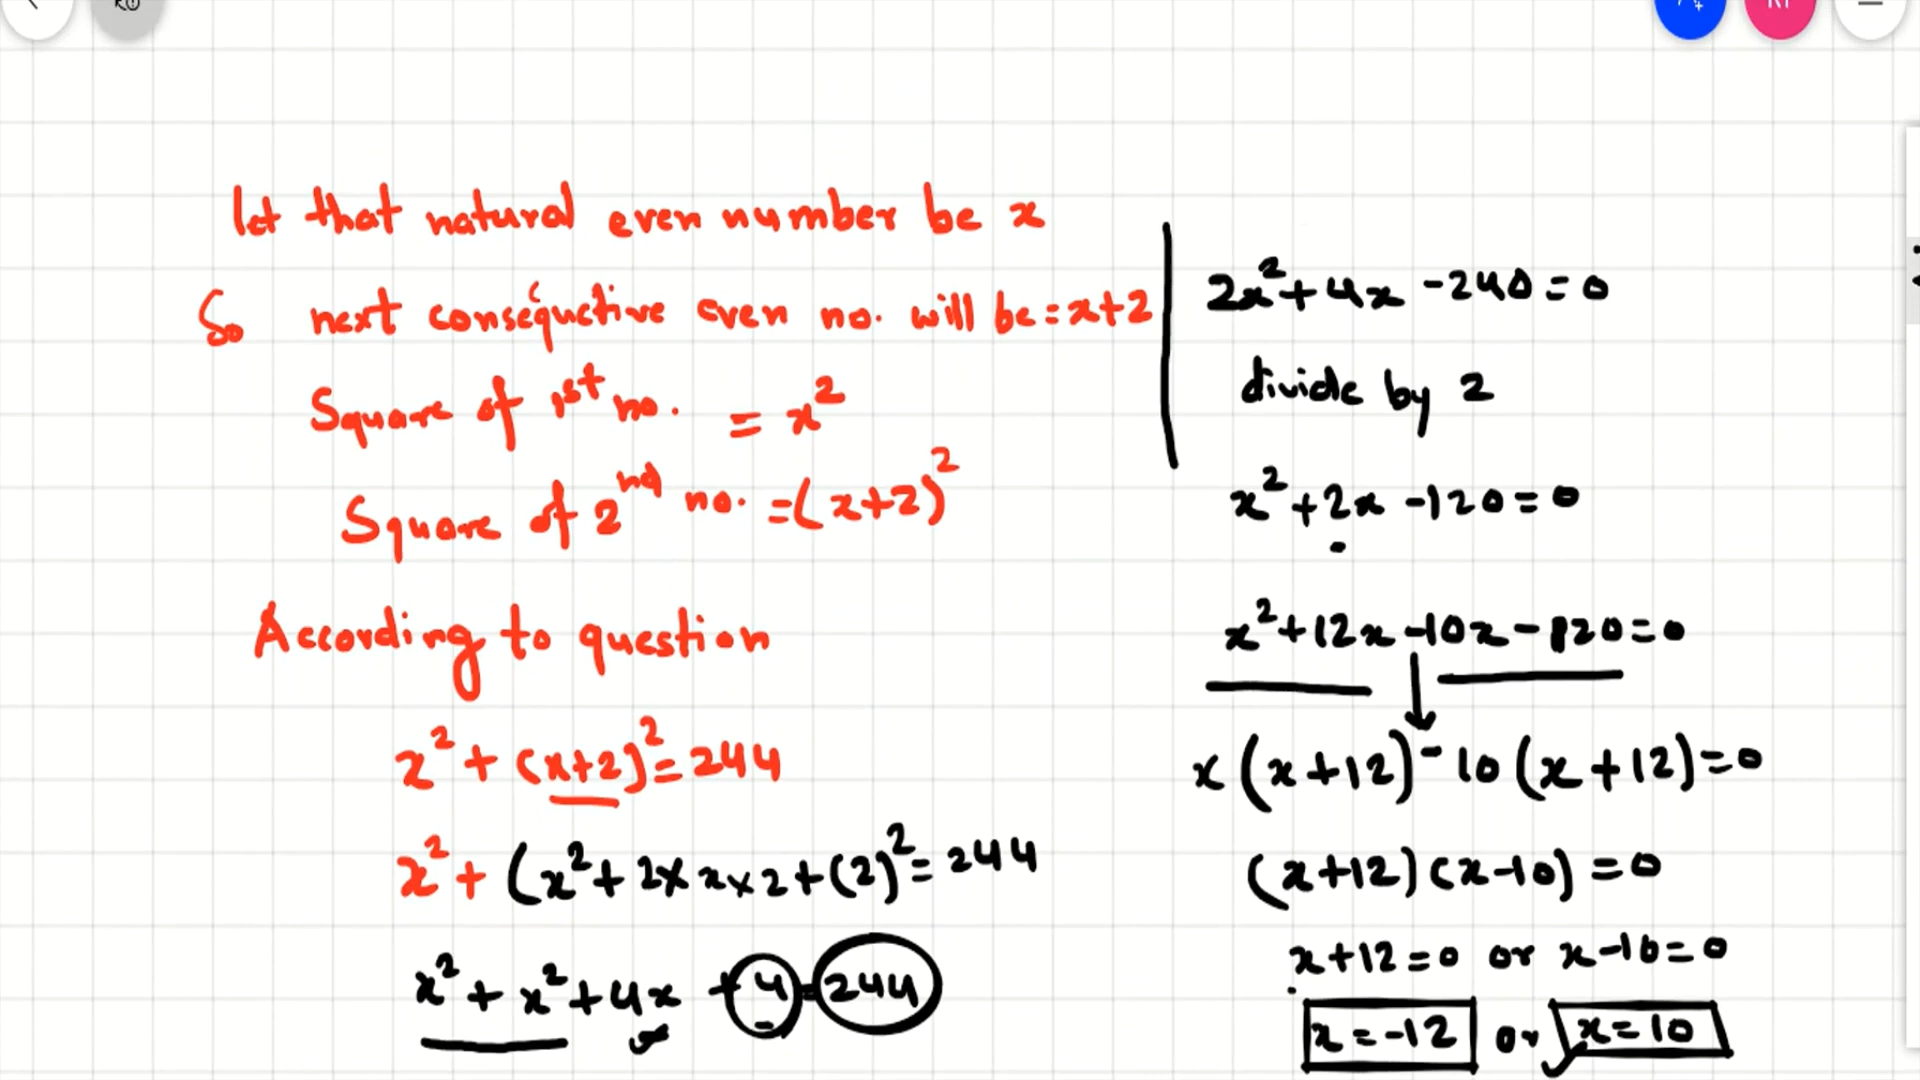 let that natural even number be x
So next consequetive even no. will be = x+2
Square of 1st no. = x²
Square of 2nd no. = (x+2)²
According to question
x² + (x+2)² = 244
x² + (x² + 2×x×2 + (2)² = 244
x² + x² + 4x + 4 = 244
2x² + 4x - 240 = 0
divide by 2
x² + 2x - 120 = 0
x² + 12x - 10x - 120 = 0
x (x+12) - 10 (x+12) = 0
(x+12) (x-10) = 0
x+12 = 0 or x-10 = 0
x = -12 or x = 10